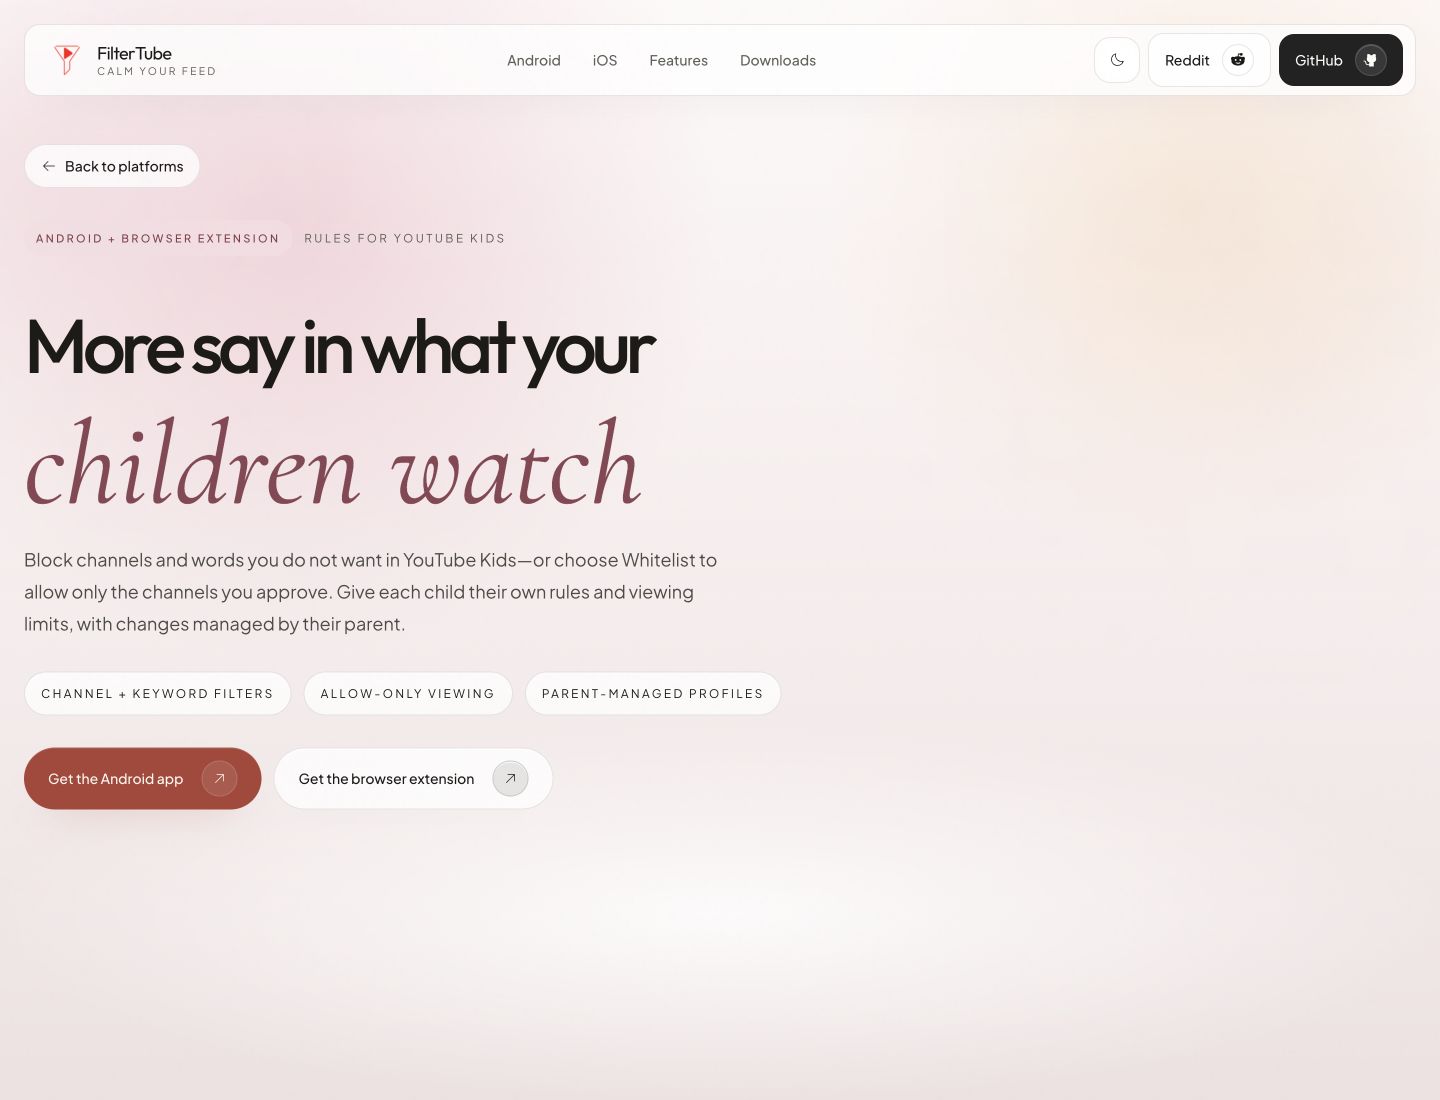 FilterTube
CALM YOUR FEED
Android
iOS
Features
Downloads
Reddit
GitHub
Back to platforms
ANDROID + BROWSER EXTENSION
RULES FOR YOUTUBE KIDS
More say in what your
children watch
Block channels and words you do not want in YouTube Kids—or choose Whitelist to
allow only the channels you approve. Give each child their own rules and viewing
limits, with changes managed by their parent.
CHANNEL + KEYWORD FILTERS
ALLOW-ONLY VIEWING
PARENT-MANAGED PROFILES
Get the Android app
Get the browser extension